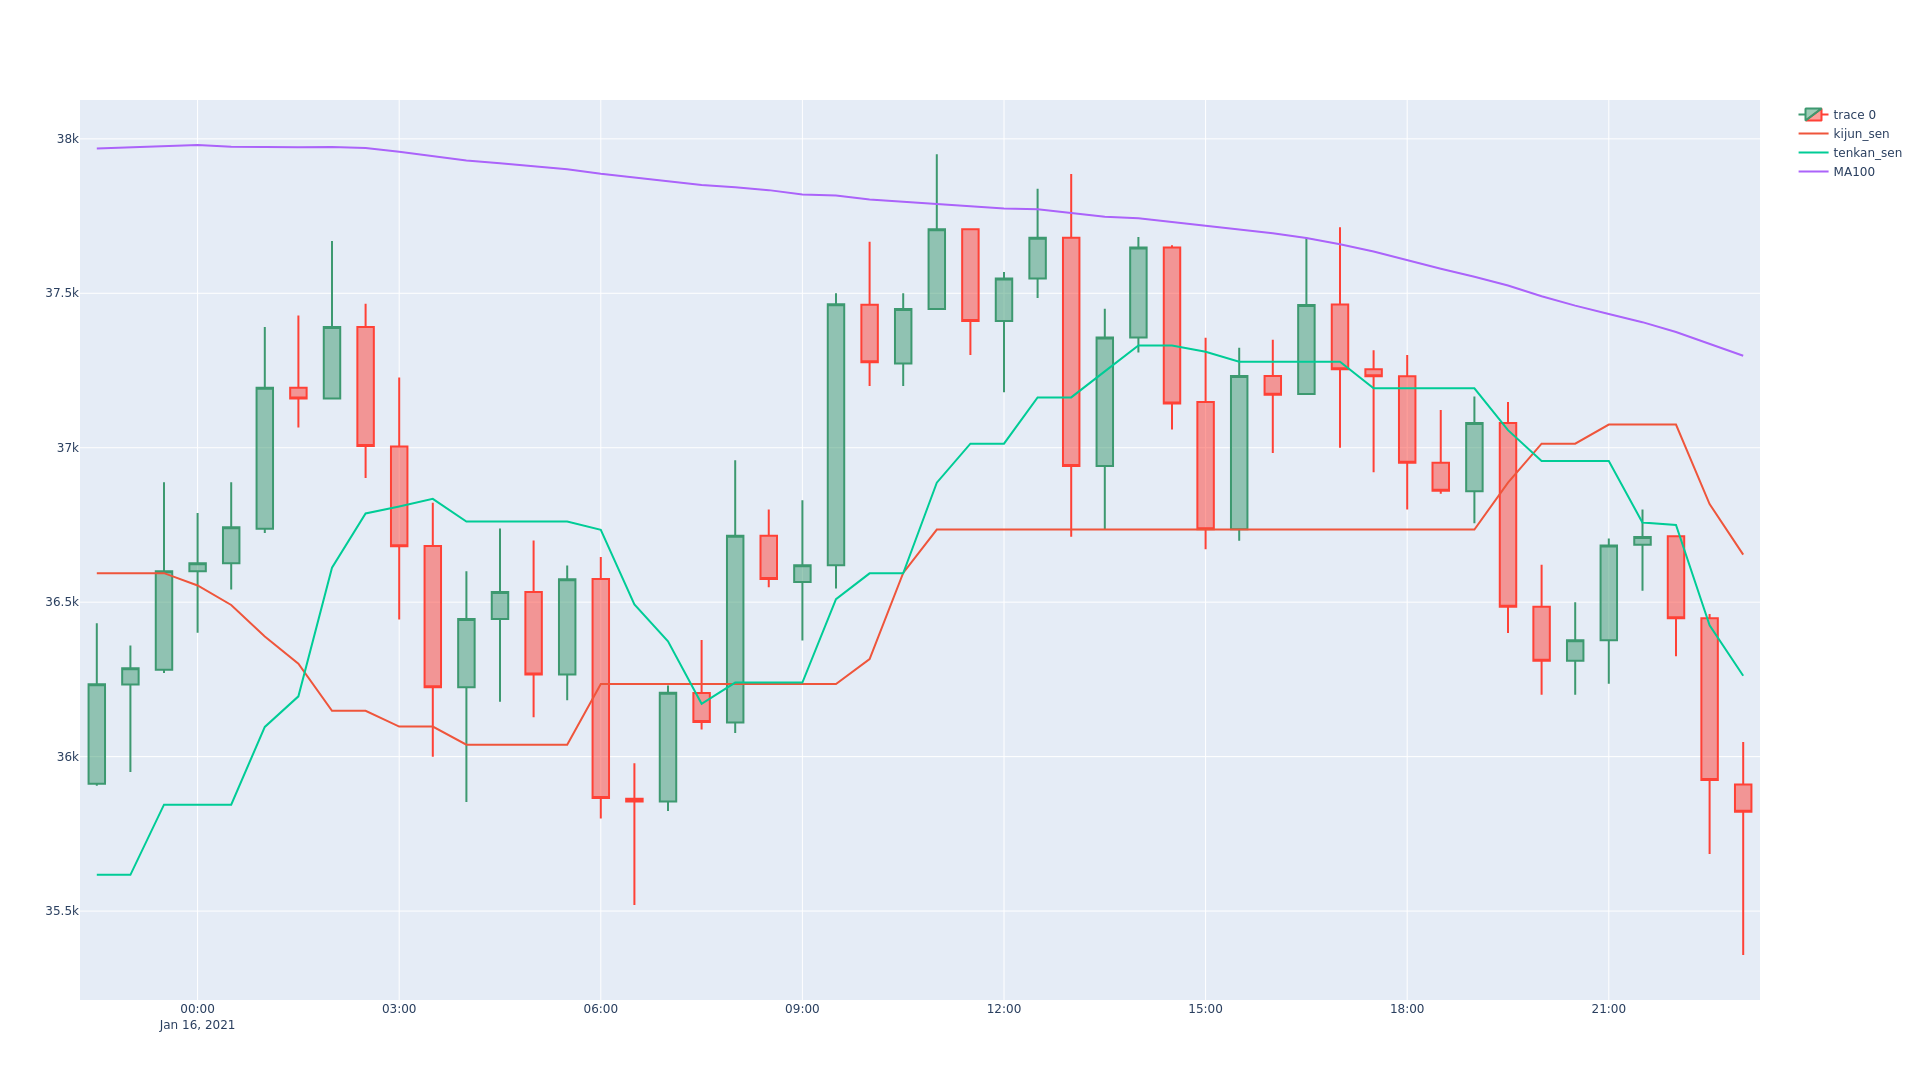 38k
37.5k
37k
36.5k
36k
35.5k
00:00
Jan 16, 2021
03:00
06:00
09:00
12:00
15:00
18:00
21:00
trace 0
kijun_sen
tenkan_sen
MA100